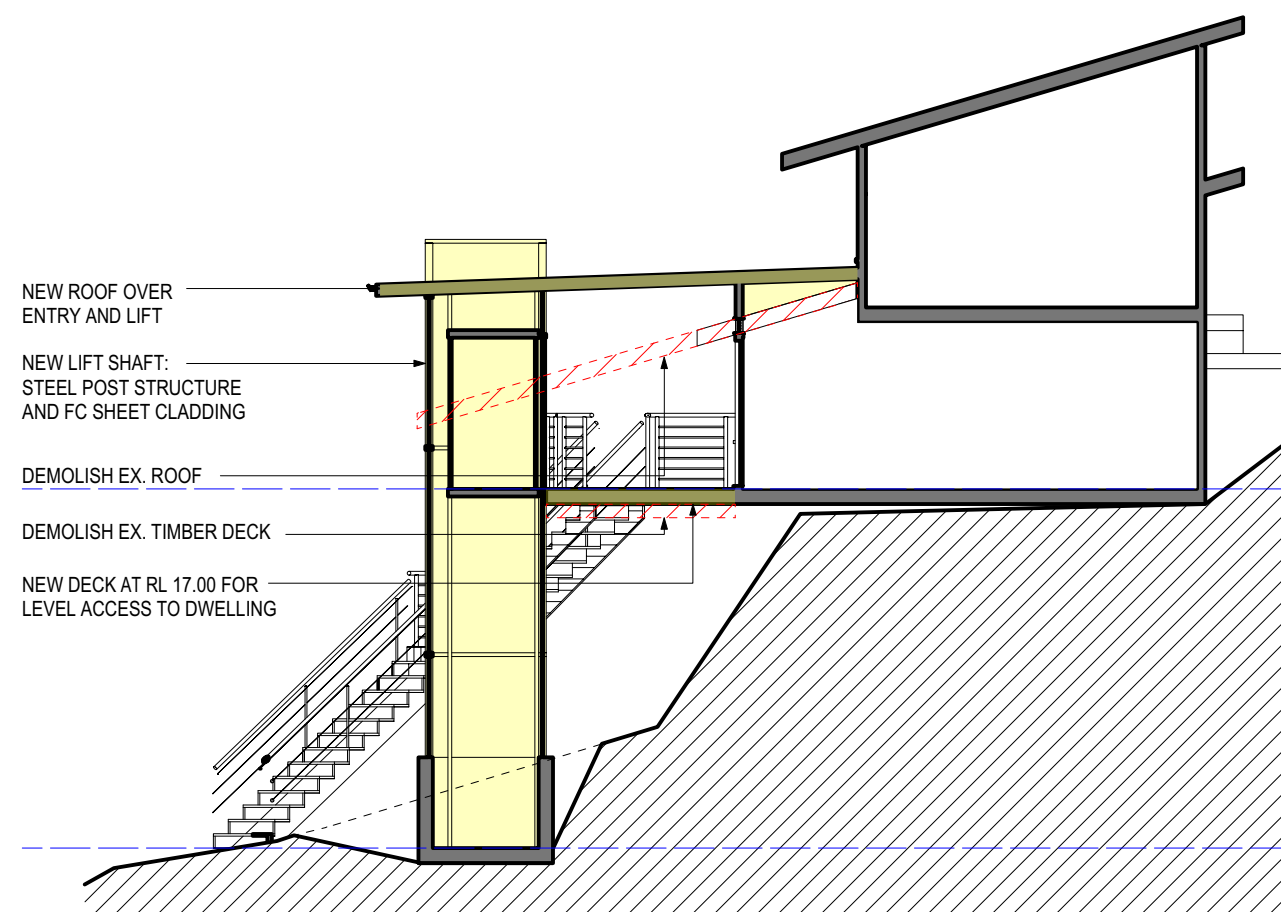 NEW ROOF OVER
ENTRY AND LIFT
NEW LIFT SHAFT:
STEEL POST STRUCTURE
AND FC SHEET CLADDING
DEMOLISH EX. ROOF
DEMOLISH EX. TIMBER DECK
NEW DECK AT RL 17.00 FOR
LEVEL ACCESS TO DWELLING